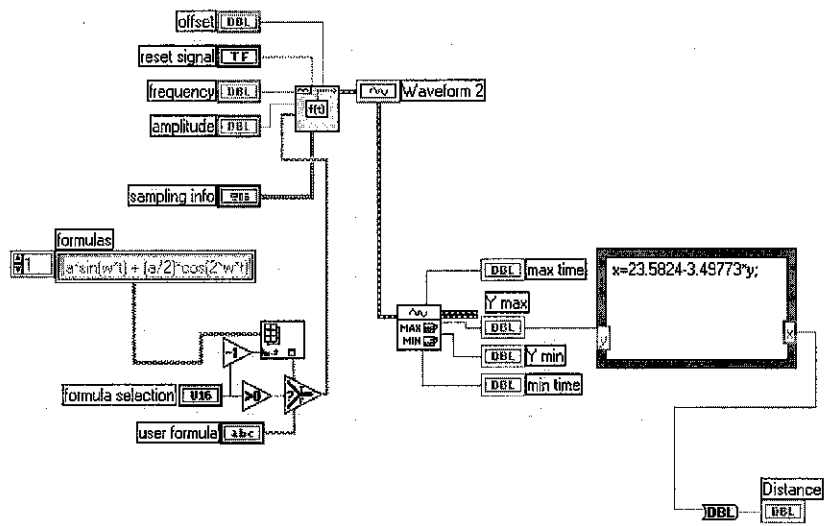 offset DBL
reset signal TF
frequency DBL
amplitude DBL
f(t)
Waveform 2
sampling info
formulas
1 a*sin(w*t) + (a/2)*cos(2*w*t)
-1
formula selection U16 >0 ?
user formula abc
DBL max time
Y max
DBL
MAX
MIN
DBL Y min
DBL min time
x=23.5824-3.49773*y;
y x
Distance
DBL DBL